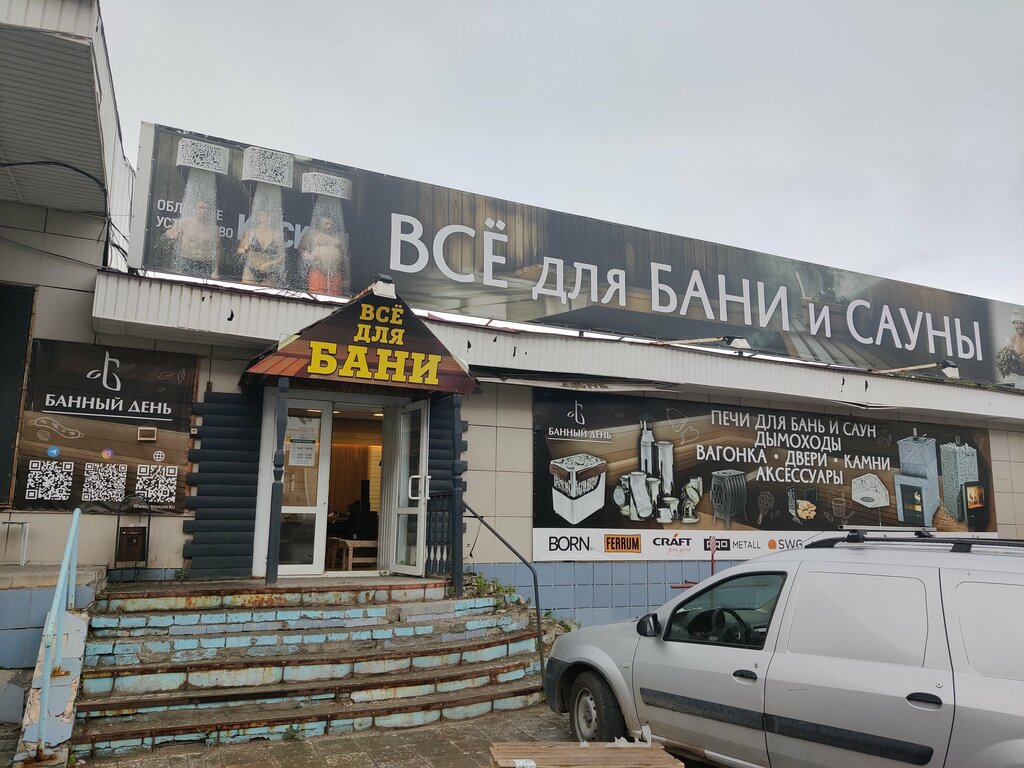 ВСЁ для БАНИ и САУНЫ
ВСЁ
ДЛЯ
БАНИ
БАННЫЙ ДЕНЬ
БАННЫЙ ДЕНЬ
ПЕЧИ ДЛЯ БАНЬ И САУН
ДЫМОХОДЫ
ВАГОНКА • ДВЕРИ • КАМНИ
АКСЕССУАРЫ
BORN FERRUM CRAFT METALL SWG